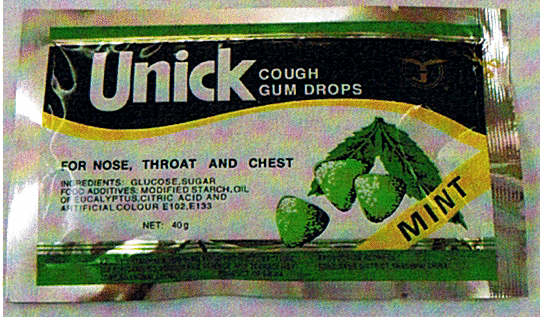 Unick
COUGH
GUM DROPS
FOR NOSE, THROAT AND CHEST
INGREDIENTS: GLUCOSE,SUGAR
FOOD ADDITIVES: MODIFIED STARCH,OIL
OF EUCALYPTUS,CITRIC ACID AND
ARTIFICIAL COLOUR E102,E133
NET: 40g
MINT